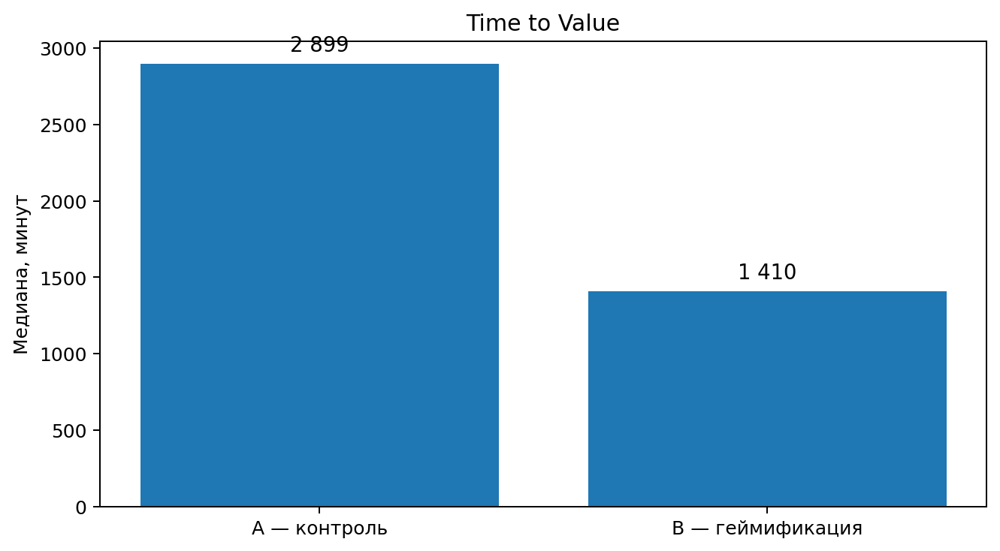 Time to Value
Медиана, минут
3000
2500
2000
1500
1000
500
0
2 899
1 410
A — контроль
B — геймификация